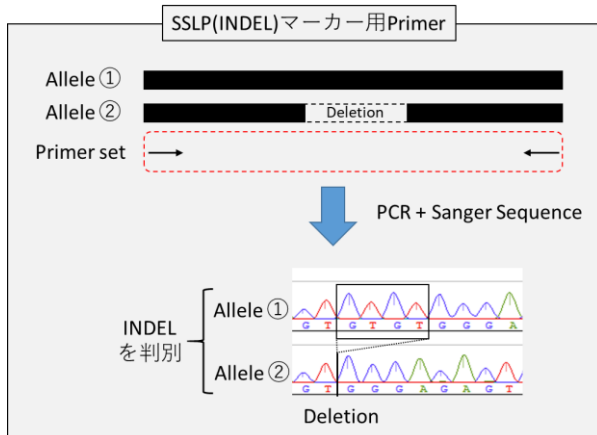 SSLP(INDEL)マーカー用Primer
Allele①
Allele②
Deletion
Primer set
PCR + Sanger Sequence
INDEL
を判別
Allele①
G T G T G T G G G A
Allele②
G T G G G A G A G T
Deletion